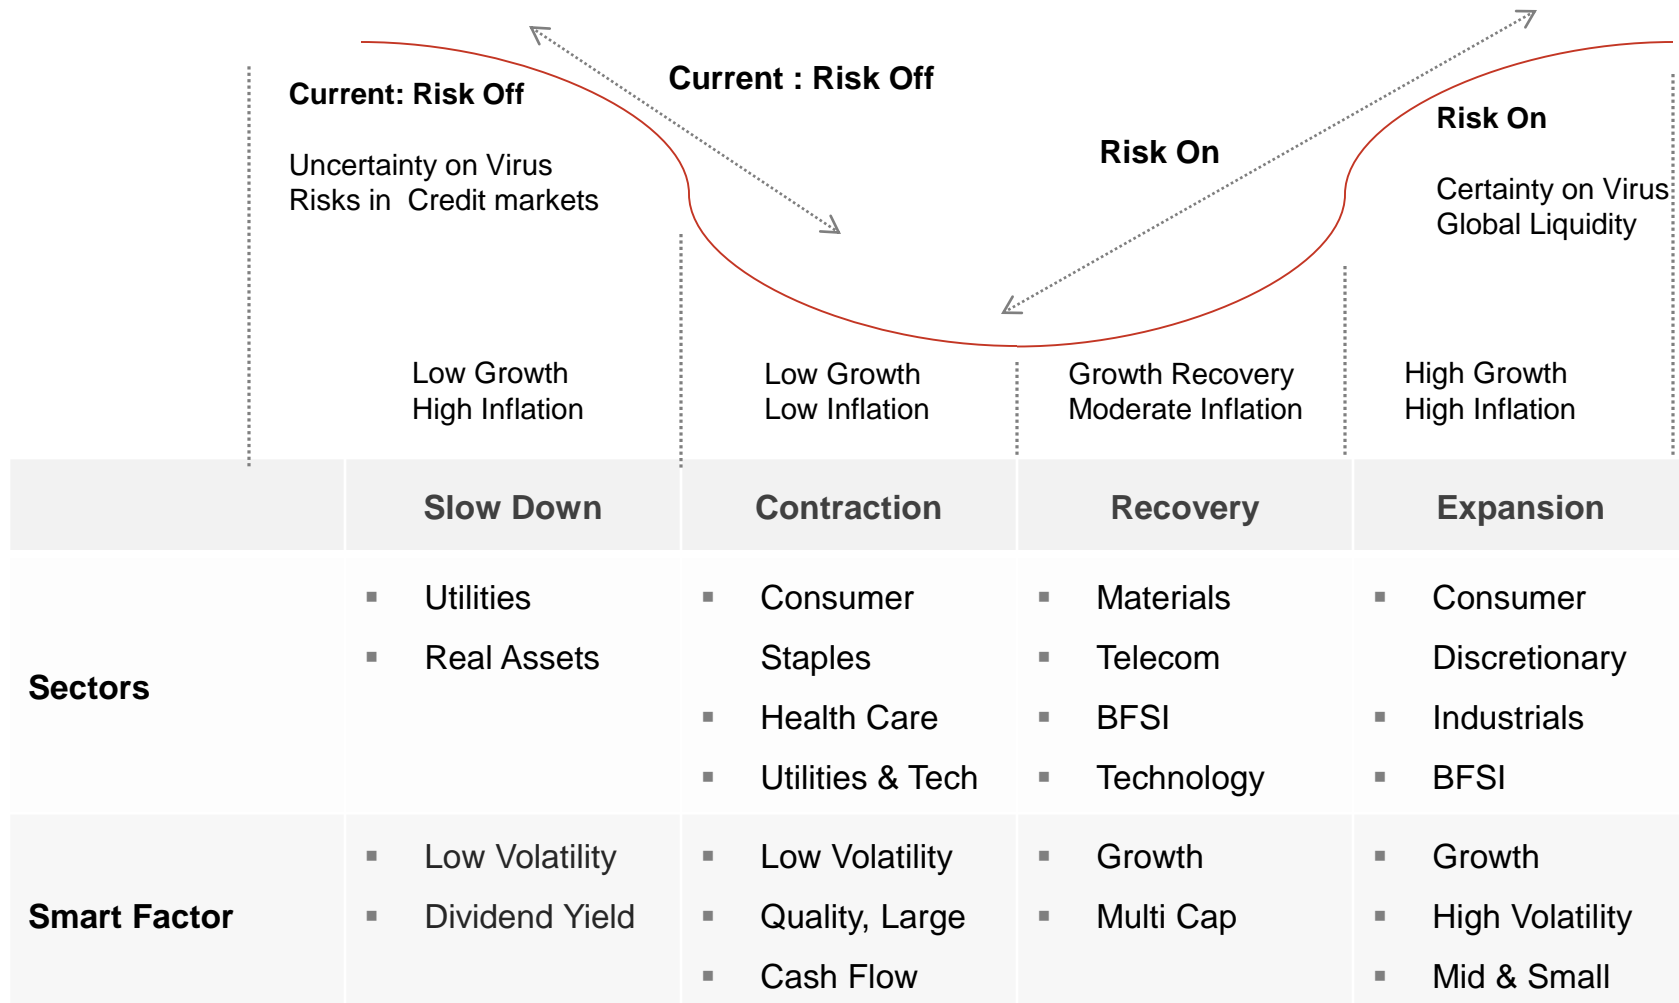 Current: Risk Off
Uncertainty on Virus
Risks in Credit markets
Current : Risk Off
Risk On
Risk On
Certainty on Virus
Global Liquidity
Low Growth
High Inflation
Low Growth
Low Inflation
Growth Recovery
Moderate Inflation
High Growth
High Inflation
Slow Down
Contraction
Recovery
Expansion
Sectors
Utilities
Real Assets
Consumer
Staples
Health Care
Utilities & Tech
Materials
Telecom
BFSI
Technology
Consumer
Discretionary
Industrials
BFSI
Smart Factor
Low Volatility
Dividend Yield
Low Volatility
Quality, Large
Cash Flow
Growth
Multi Cap
Growth
High Volatility
Mid & Small